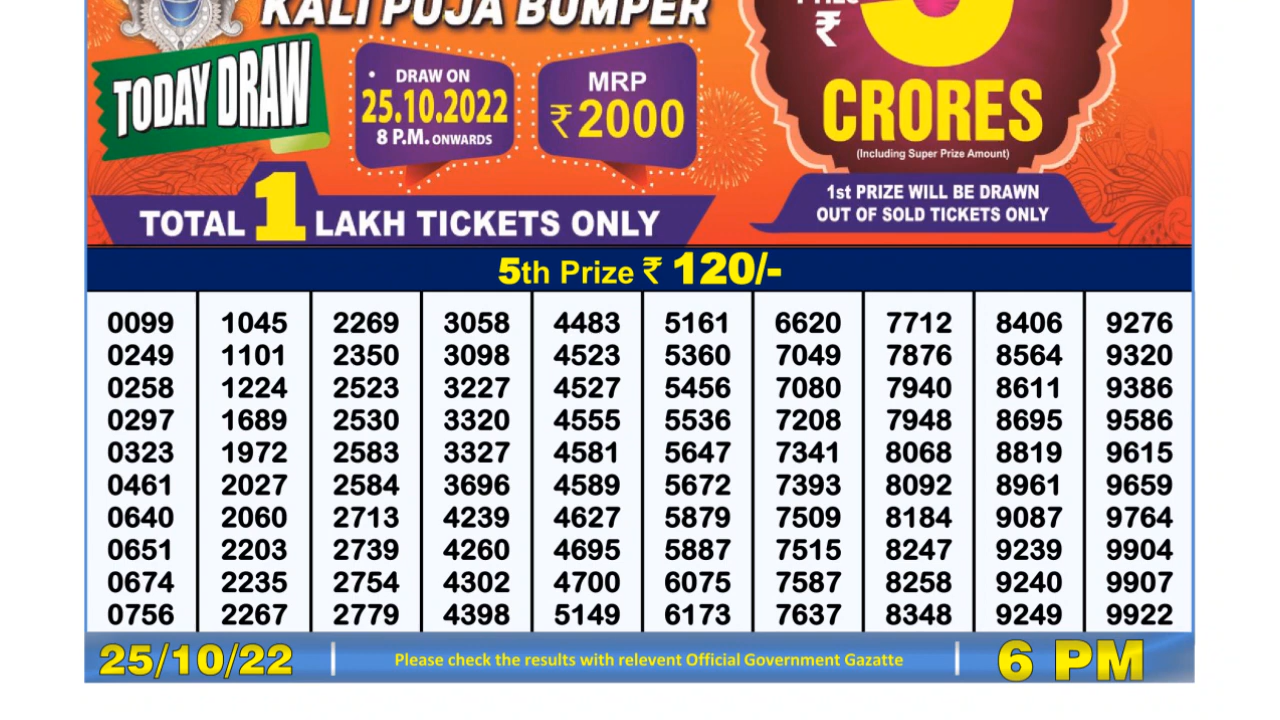 KALI PUJA BUMPER
TODAY DRAW
DRAW ON
25.10.2022
8 P.M. ONWARDS
MRP
₹2000
₹
CRORES
(Including Super Prize Amount)
1st PRIZE WILL BE DRAWN
OUT OF SOLD TICKETS ONLY
TOTAL 1 LAKH TICKETS ONLY
5th Prize ₹ 120/-
0099 1045 2269 3058 4483 5161 6620 7712 8406 9276
0249 1101 2350 3098 4523 5360 7049 7876 8564 9320
0258 1224 2523 3227 4527 5456 7080 7940 8611 9386
0297 1689 2530 3320 4555 5536 7208 7948 8695 9586
0323 1972 2583 3327 4581 5647 7341 8068 8819 9615
0461 2027 2584 3696 4589 5672 7393 8092 8961 9659
0640 2060 2713 4239 4627 5879 7509 8184 9087 9764
0651 2203 2739 4260 4695 5887 7515 8247 9239 9904
0674 2235 2754 4302 4700 6075 7587 8258 9240 9907
0756 2267 2779 4398 5149 6173 7637 8348 9249 9922
25/10/22 | Please check the results with relevent Official Government Gazatte | 6 PM